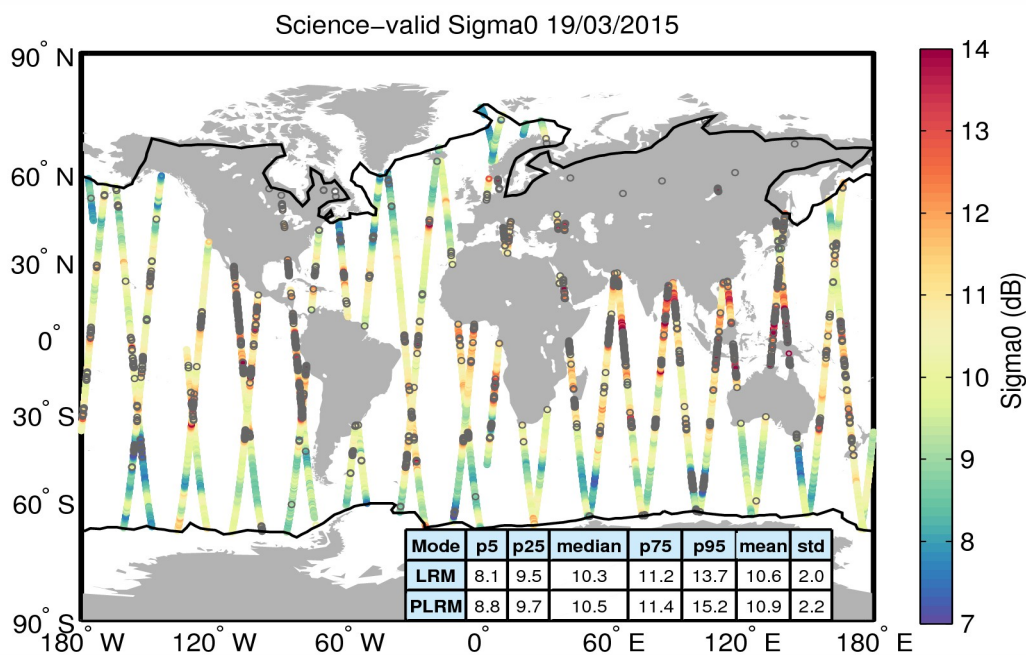 Science-valid Sigma0 19/03/2015
90° N
60° N
30° N
0°
30° S
60° S
90° S
180° W
120° W
60° W
0°
60° E
120° E
180° E
14
13
12
11
10
9
8
7
Sigma0 (dB)
Mode p5 p25 median p75 p95 mean std
LRM 8.1 9.5 10.3 11.2 13.7 10.6 2.0
PLRM 8.8 9.7 10.5 11.4 15.2 10.9 2.2